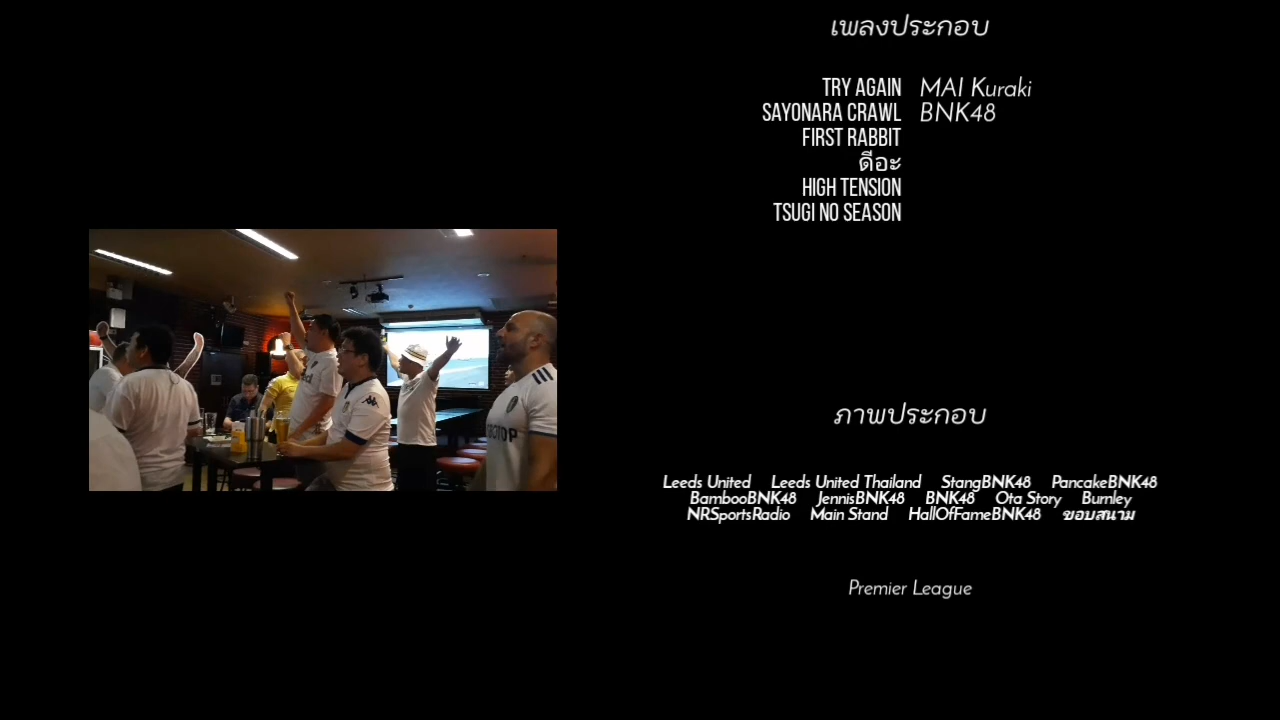 เพลงประกอบ
TRY AGAIN MAI Kuraki
SAYONARA CRAWL BNK48
FIRST RABBIT
ดีอะ
HIGH TENSION
TSUGI NO SEASON
ภาพประกอบ
Leeds United Leeds United Thailand StangBNK48 PancakeBNK48
BambooBNK48 JennisBNK48 BNK48 Ota Story Burnley
NRSportsRadio Main Stand HallOfFameBNK48 ขอบสนาม
Premier League